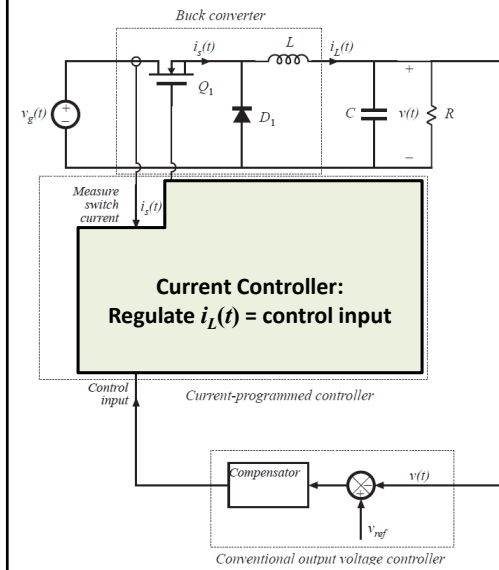 Buck converter
i_s(t)
L
i_L(t)
+
v_g(t)
+
−
Q_1
D_1
C
v(t)
R
−
Measure
switch
current
i_s(t)
Current Controller:
Regulate i_L(t) = control input
Control
input
Current-programmed controller
Compensator
−
+
v(t)
v_ref
Conventional output voltage controller